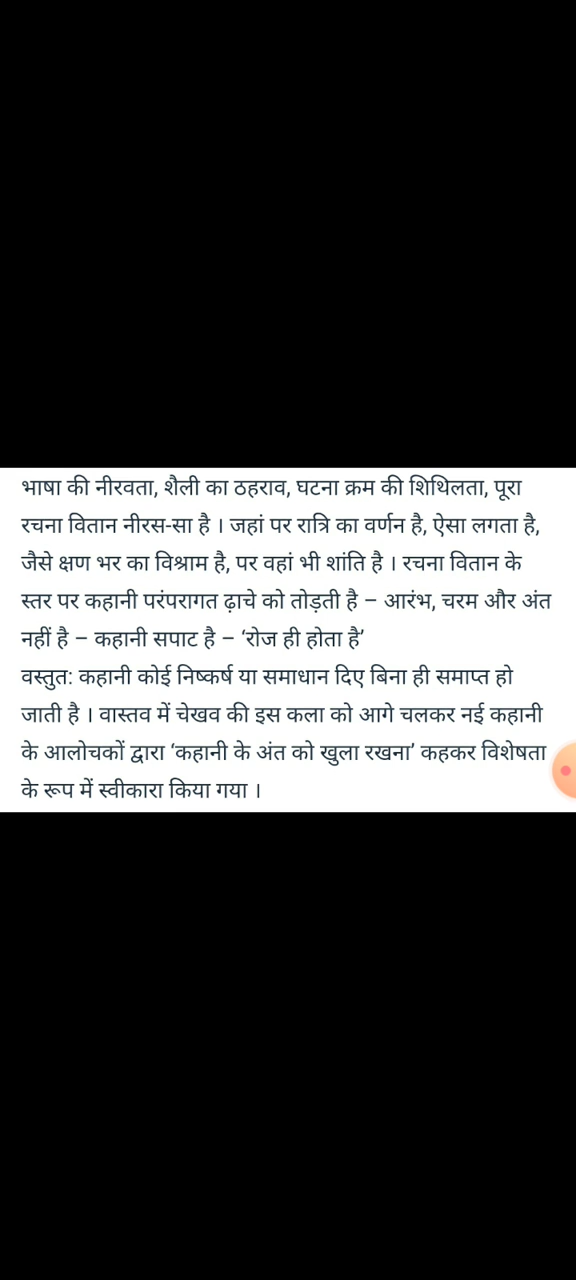 भाषा की नीरवता, शैली का ठहराव, घटना क्रम की शिथिलता, पूरा
रचना वितान नीरस-सा है । जहां पर रात्रि का वर्णन है, ऐसा लगता है,
जैसे क्षण भर का विश्राम है, पर वहां भी शांति है । रचना वितान के
स्तर पर कहानी परंपरागत ढ़ाचे को तोड़ती है – आरंभ, चरम और अंत
नहीं है – कहानी सपाट है – ‘रोज ही होता है’
वस्तुत: कहानी कोई निष्कर्ष या समाधान दिए बिना ही समाप्त हो
जाती है । वास्तव में चेखव की इस कला को आगे चलकर नई कहानी
के आलोचकों द्वारा ‘कहानी के अंत को खुला रखना’ कहकर विशेषता
के रूप में स्वीकारा किया गया ।